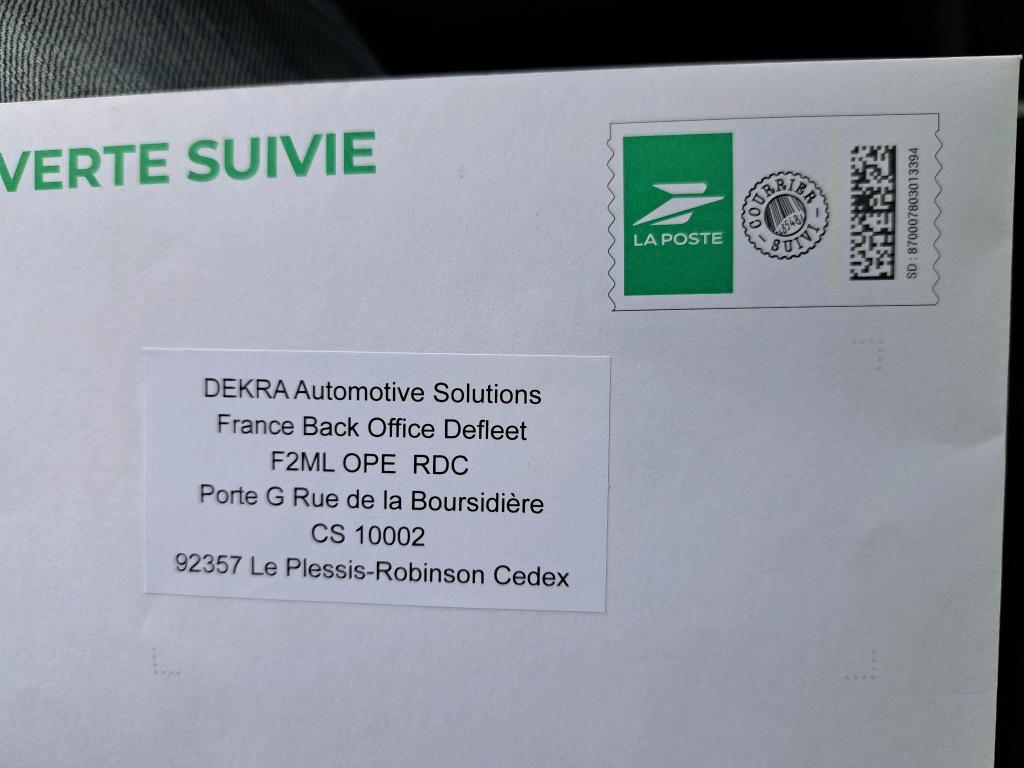 VERTE SUIVIE
LA POSTE
COURRIER
SUIVI
SD : 870007803013394
DEKRA Automotive Solutions
France Back Office Defleet
F2ML OPE RDC
Porte G Rue de la Boursidière
CS 10002
92357 Le Plessis-Robinson Cedex